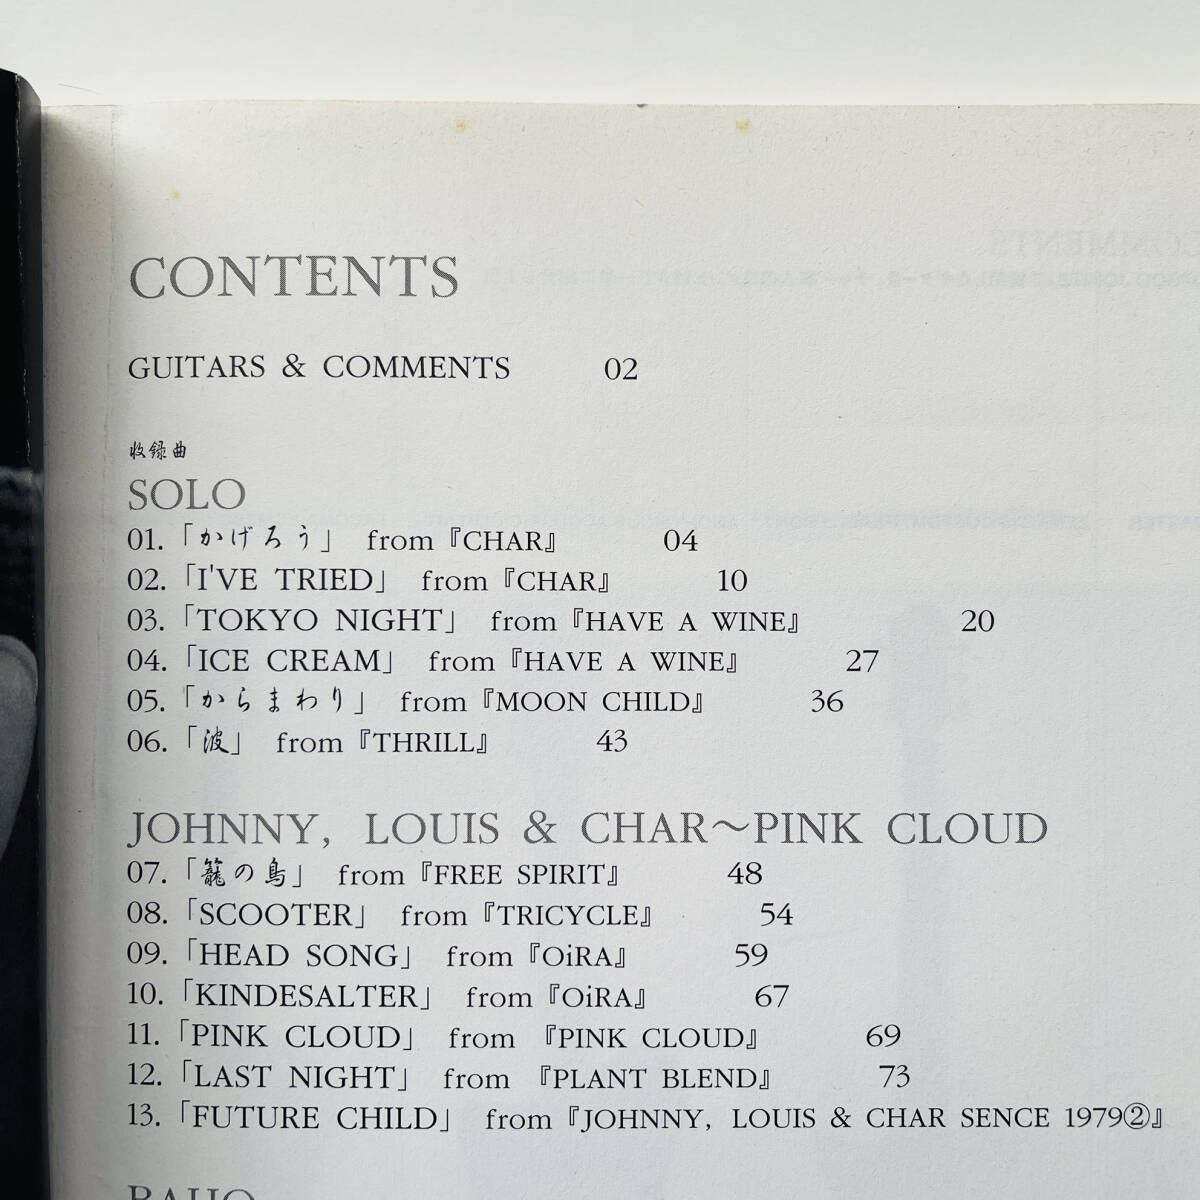 CONTENTS
GUITARS & COMMENTS 02
収録曲
SOLO
01.「かげろう」 from『CHAR』 04
02.「I'VE TRIED」 from『CHAR』 10
03.「TOKYO NIGHT」 from『HAVE A WINE』 20
04.「ICE CREAM」 from『HAVE A WINE』 27
05.「からまわり」 from『MOON CHILD』 36
06.「波」 from『THRILL』 43
JOHNNY, LOUIS & CHAR～PINK CLOUD
07.「籠の鳥」 from『FREE SPIRIT』 48
08.「SCOOTER」 from『TRICYCLE』 54
09.「HEAD SONG」 from『OiRA』 59
10.「KINDESALTER」 from『OiRA』 67
11.「PINK CLOUD」 from 『PINK CLOUD』 69
12.「LAST NIGHT」 from 『PLANT BLEND』 73
13.「FUTURE CHILD」 from『JOHNNY, LOUIS & CHAR SENCE 1979②』
BAHO